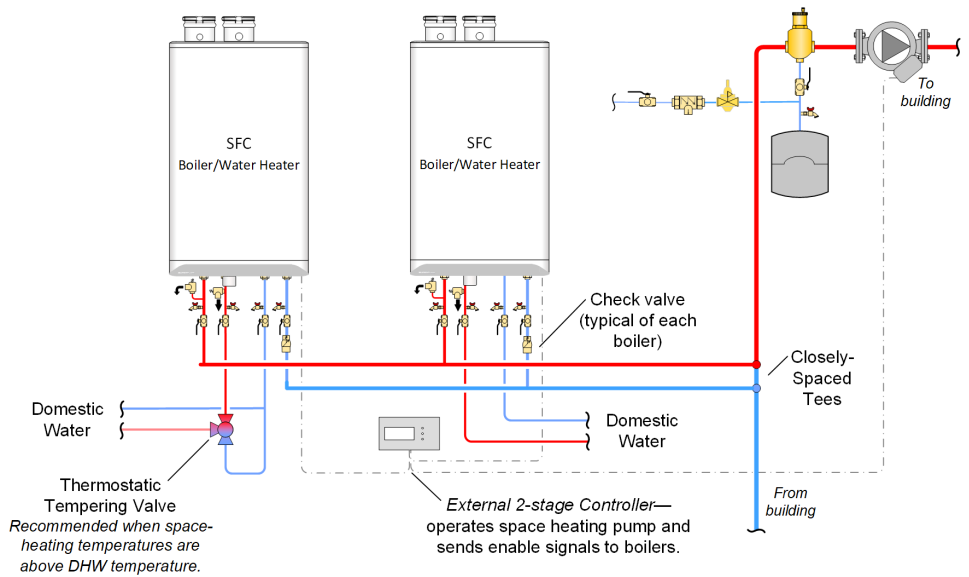 SFC
Boiler/Water Heater
SFC
Boiler/Water Heater
To
building
Check valve
(typical of each
boiler)
Closely-
Spaced
Tees
Domestic
Water
Domestic
Water
Thermostatic
Tempering Valve
Recommended when space-
heating temperatures are
above DHW temperature.
External 2-stage Controller—
operates space heating pump and
sends enable signals to boilers.
From
building